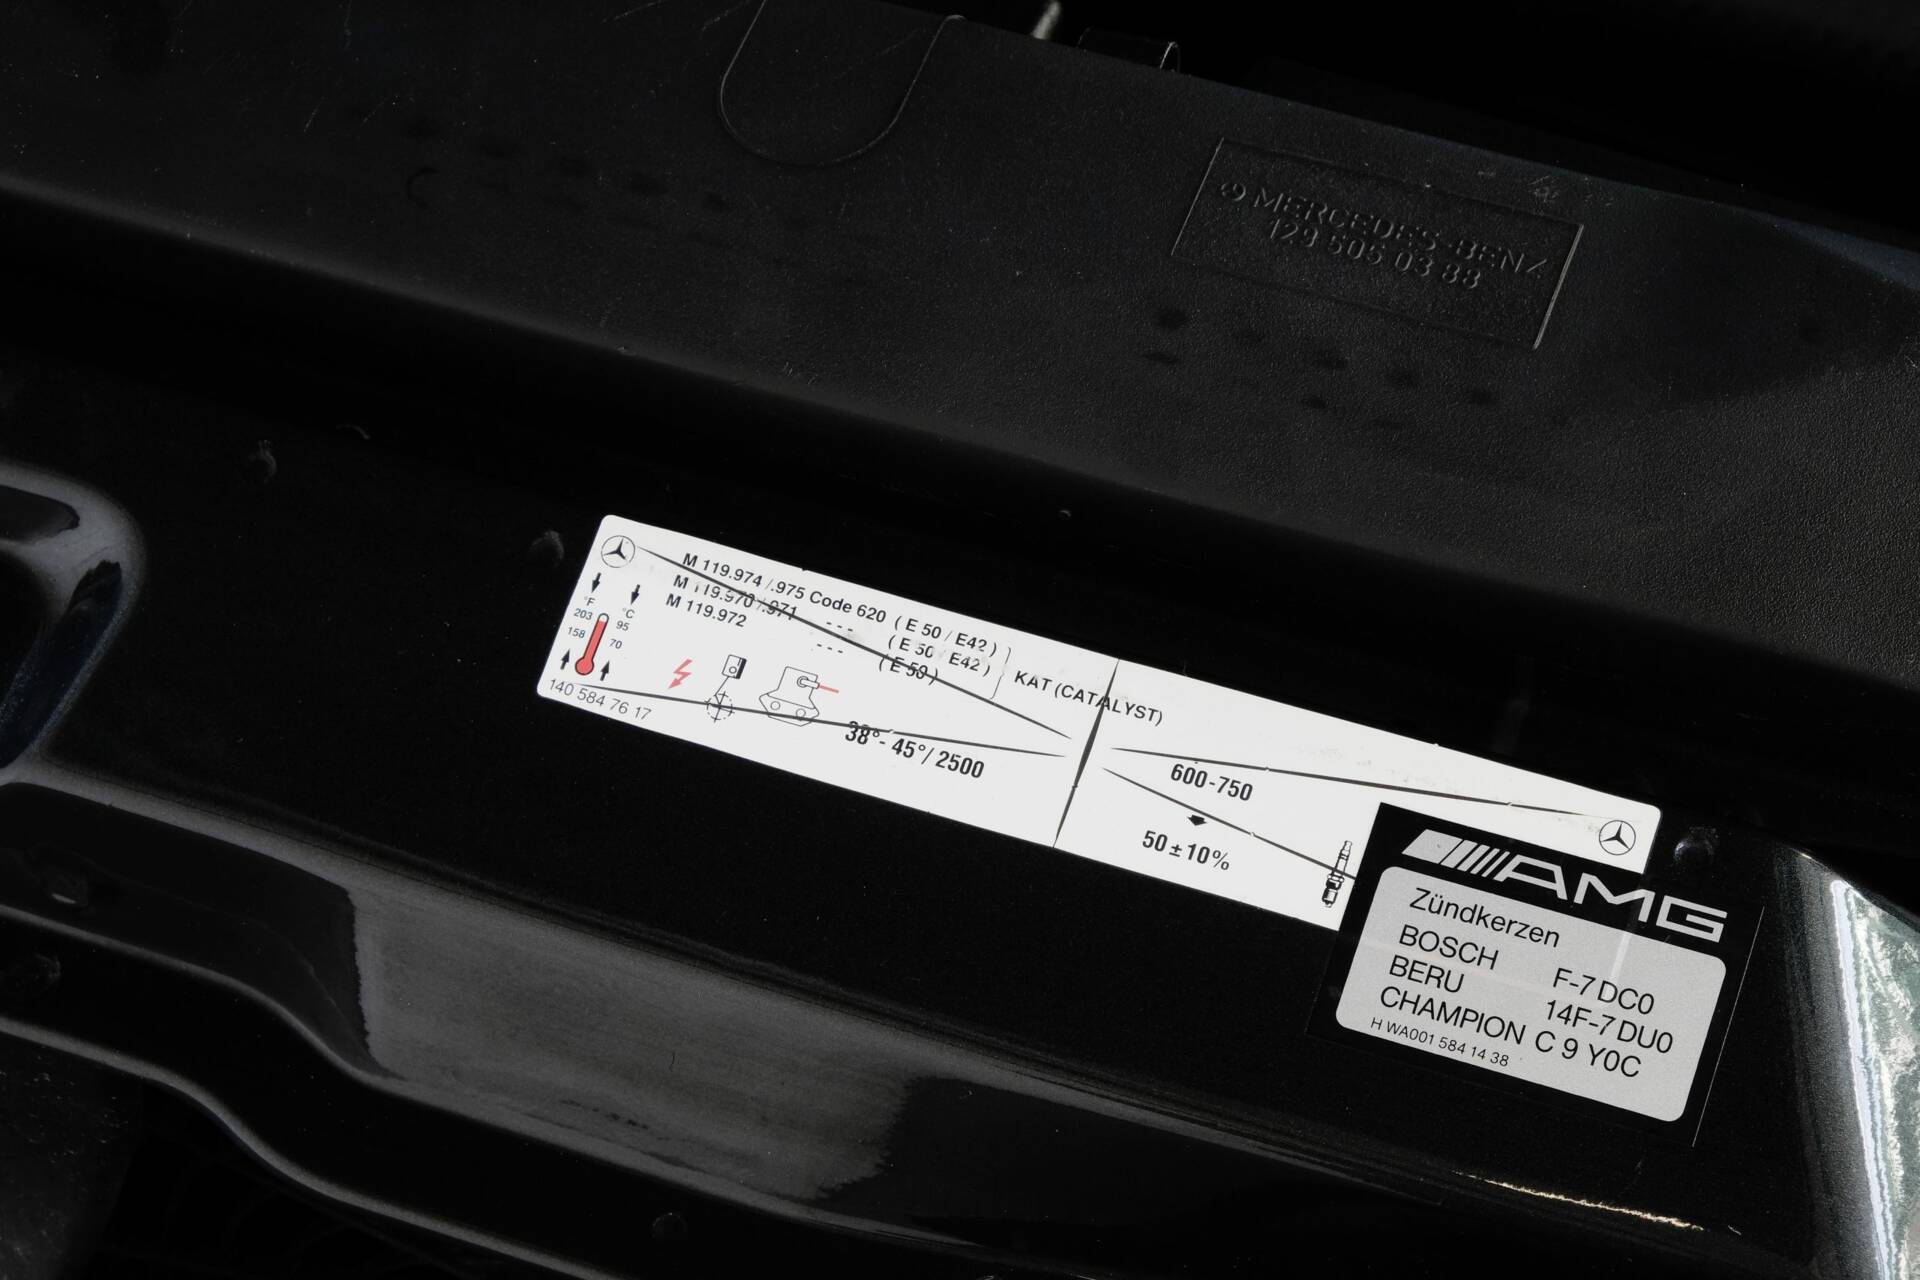 MERCEDES-BENZ
129 505 03 88
M 119.974 /.975 Code 620 ( E 50 / E42 )
M 119.970 /.971 --- ( E 50 / E42 )
M 119.972 --- ( E 50 )
KAT (CATALYST)
°F °C
203 95
158 70
140 584 76 17
38°- 45°/ 2500
600-750
50 ± 10%
AMG
Zündkerzen
BOSCH F-7 DC0
BERU 14F-7 DU0
CHAMPION C 9 Y0C
H WA001 584 14 38